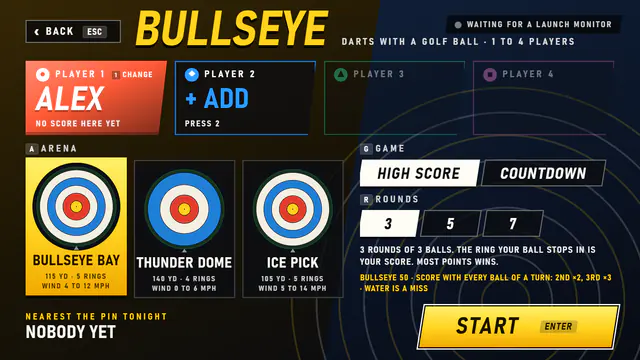 ‹ BACK ESC
BULLSEYE
DARTS WITH A GOLF BALL · 1 TO 4 PLAYERS
WAITING FOR A LAUNCH MONITOR
PLAYER 1 1 CHANGE
ALEX
NO SCORE HERE YET
PLAYER 2
+ ADD
PRESS 2
PLAYER 3
PLAYER 4
A ARENA
BULLSEYE BAY
115 YD · 5 RINGS
WIND 4 TO 12 MPH
THUNDER DOME
140 YD · 4 RINGS
WIND 0 TO 6 MPH
ICE PICK
105 YD · 5 RINGS
WIND 5 TO 14 MPH
G GAME
HIGH SCORE
COUNTDOWN
R ROUNDS
3 5 7
3 ROUNDS OF 3 BALLS. THE RING YOUR BALL STOPS IN IS
YOUR SCORE. MOST POINTS WINS.
BULLSEYE 50 · SCORE WITH EVERY BALL OF A TURN: 2ND ×2, 3RD ×3
· WATER IS A MISS
NEAREST THE PIN TONIGHT
NOBODY YET
START ENTER